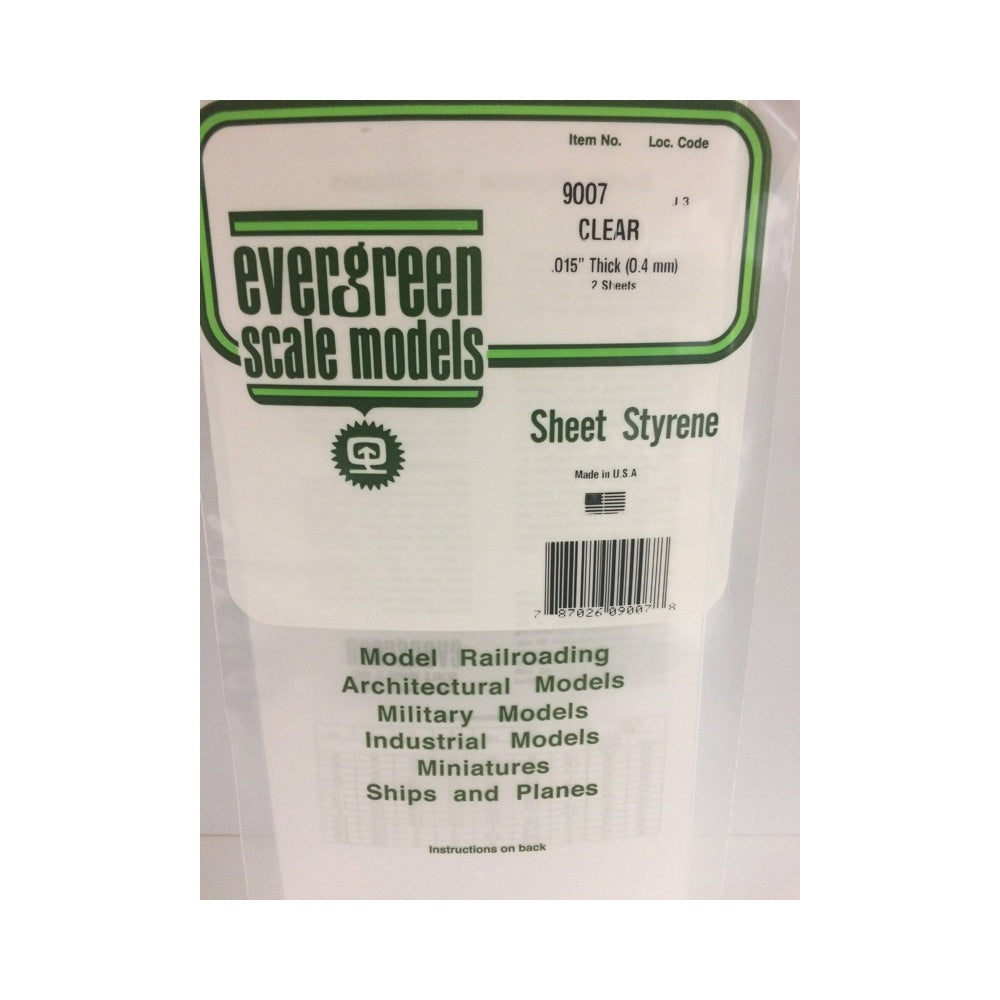 Item No. Loc. Code
9007 J 3
CLEAR
.015" Thick (0.4 mm)
2 Sheets
evergreen
scale models
Sheet Styrene
Made in U.S.A
7 87026 09007 8
Model Railroading
Architectural Models
Military Models
Industrial Models
Miniatures
Ships and Planes
Instructions on back